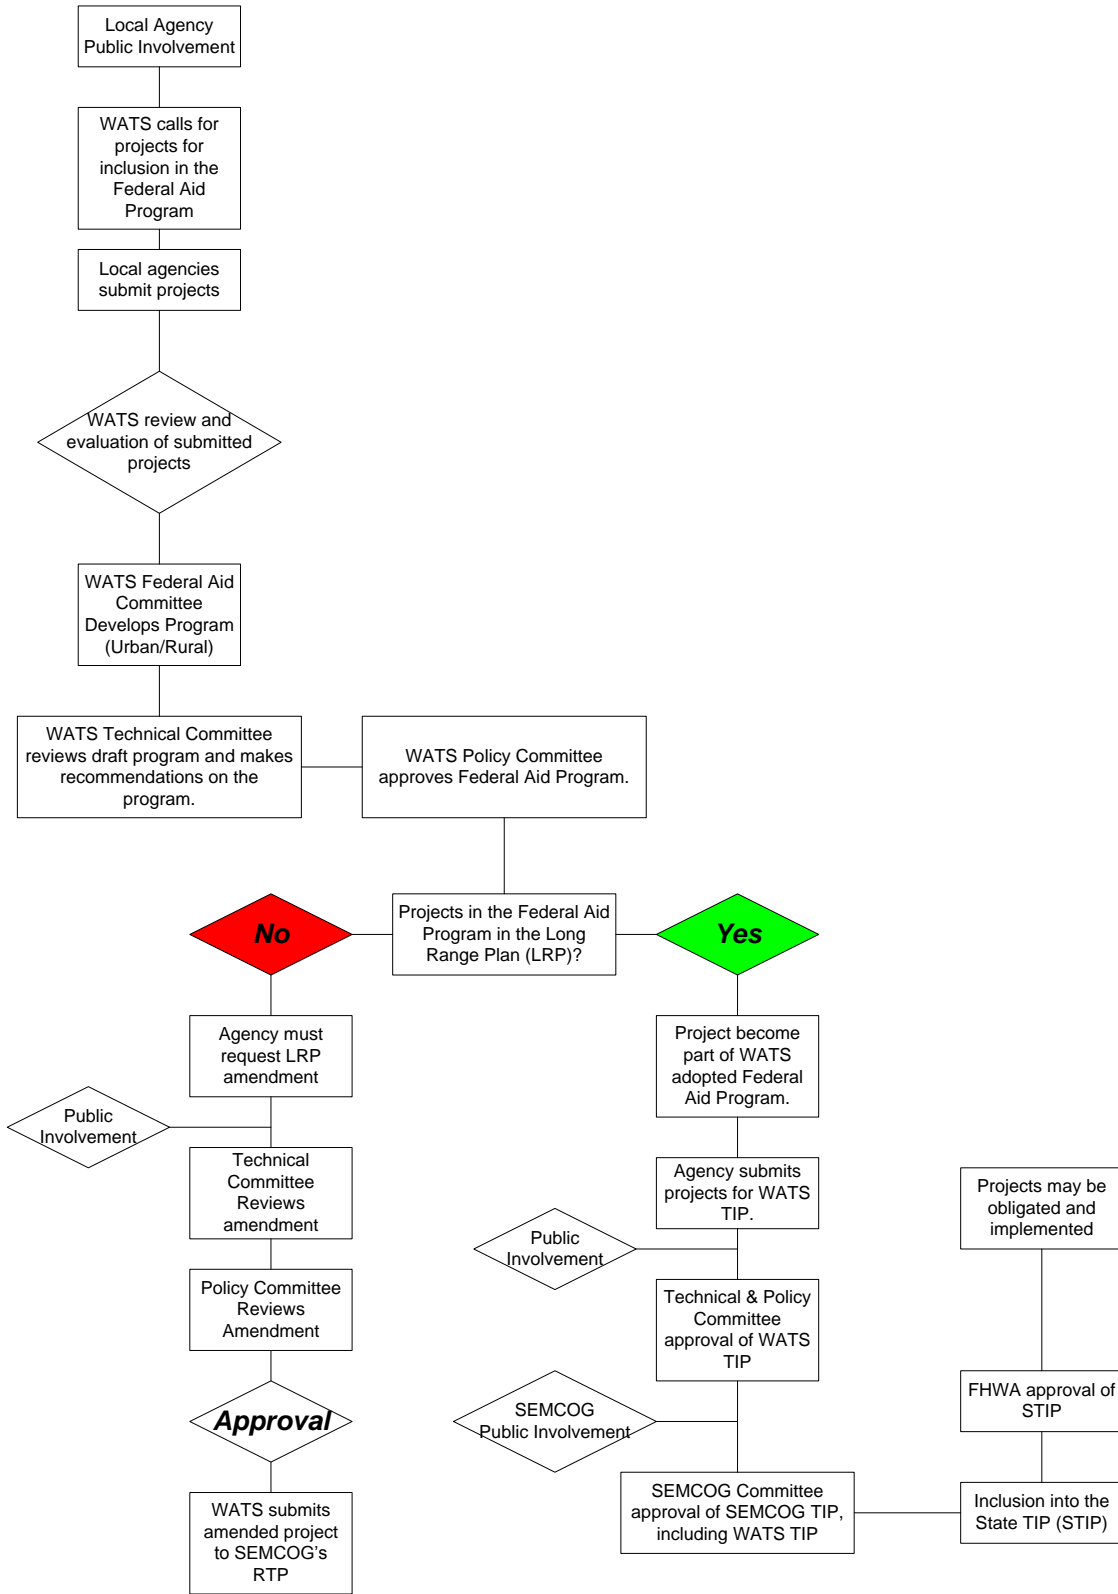 Local Agency
Public Involvement
WATS calls for
projects for
inclusion in the
Federal Aid
Program
Local agencies
submit projects
WATS review and
evaluation of submitted
projects
WATS Federal Aid
Committee
Develops Program
(Urban/Rural)
WATS Technical Committee
reviews draft program and makes
recommendations on the
program.
WATS Policy Committee
approves Federal Aid Program.
No
Projects in the Federal Aid
Program in the Long
Range Plan (LRP)?
Yes
Agency must
request LRP
amendment
Public
Involvement
Technical
Committee
Reviews
amendment
Policy Committee
Reviews
Amendment
Approval
WATS submits
amended project
to SEMCOG's
RTP
Project become
part of WATS
adopted Federal
Aid Program.
Agency submits
projects for WATS
TIP.
Public
Involvement
Technical & Policy
Committee
approval of WATS
TIP
SEMCOG
Public Involvement
SEMCOG Committee
approval of SEMCOG TIP,
including WATS TIP
Inclusion into the
State TIP (STIP)
FHWA approval of
STIP
Projects may be
obligated and
implemented